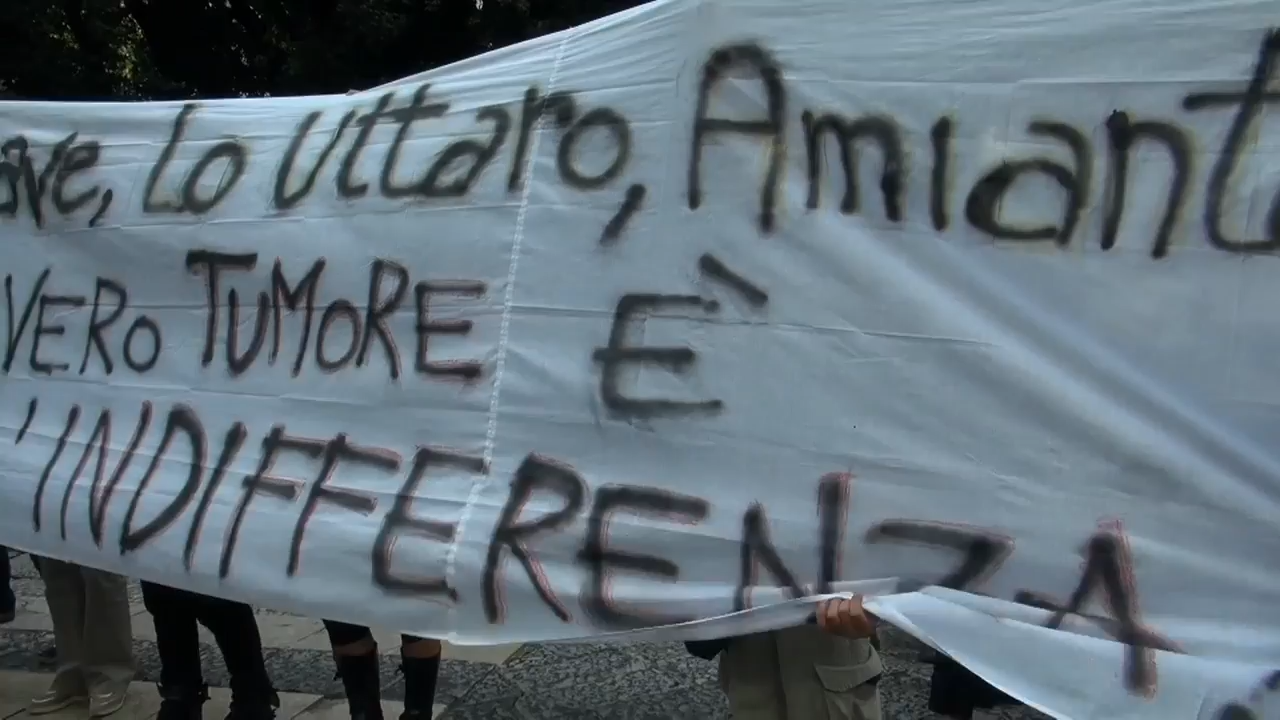 ave, Lo Uttaro, Amiant
VERO TUMORE È
'INDIFFERENZA